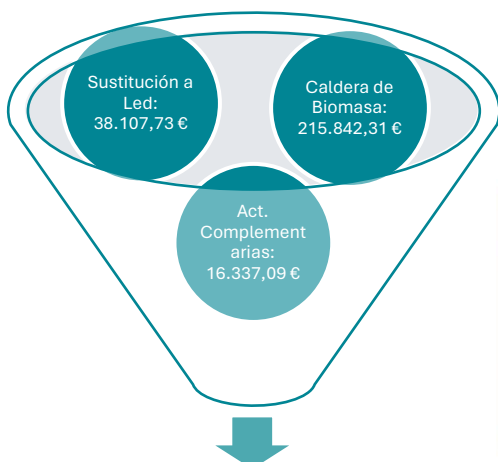 Sustitución a
Led:
38.107,73 €
Caldera de
Biomasa:
215.842,31 €
Act.
Complement
arias:
16.337,09 €